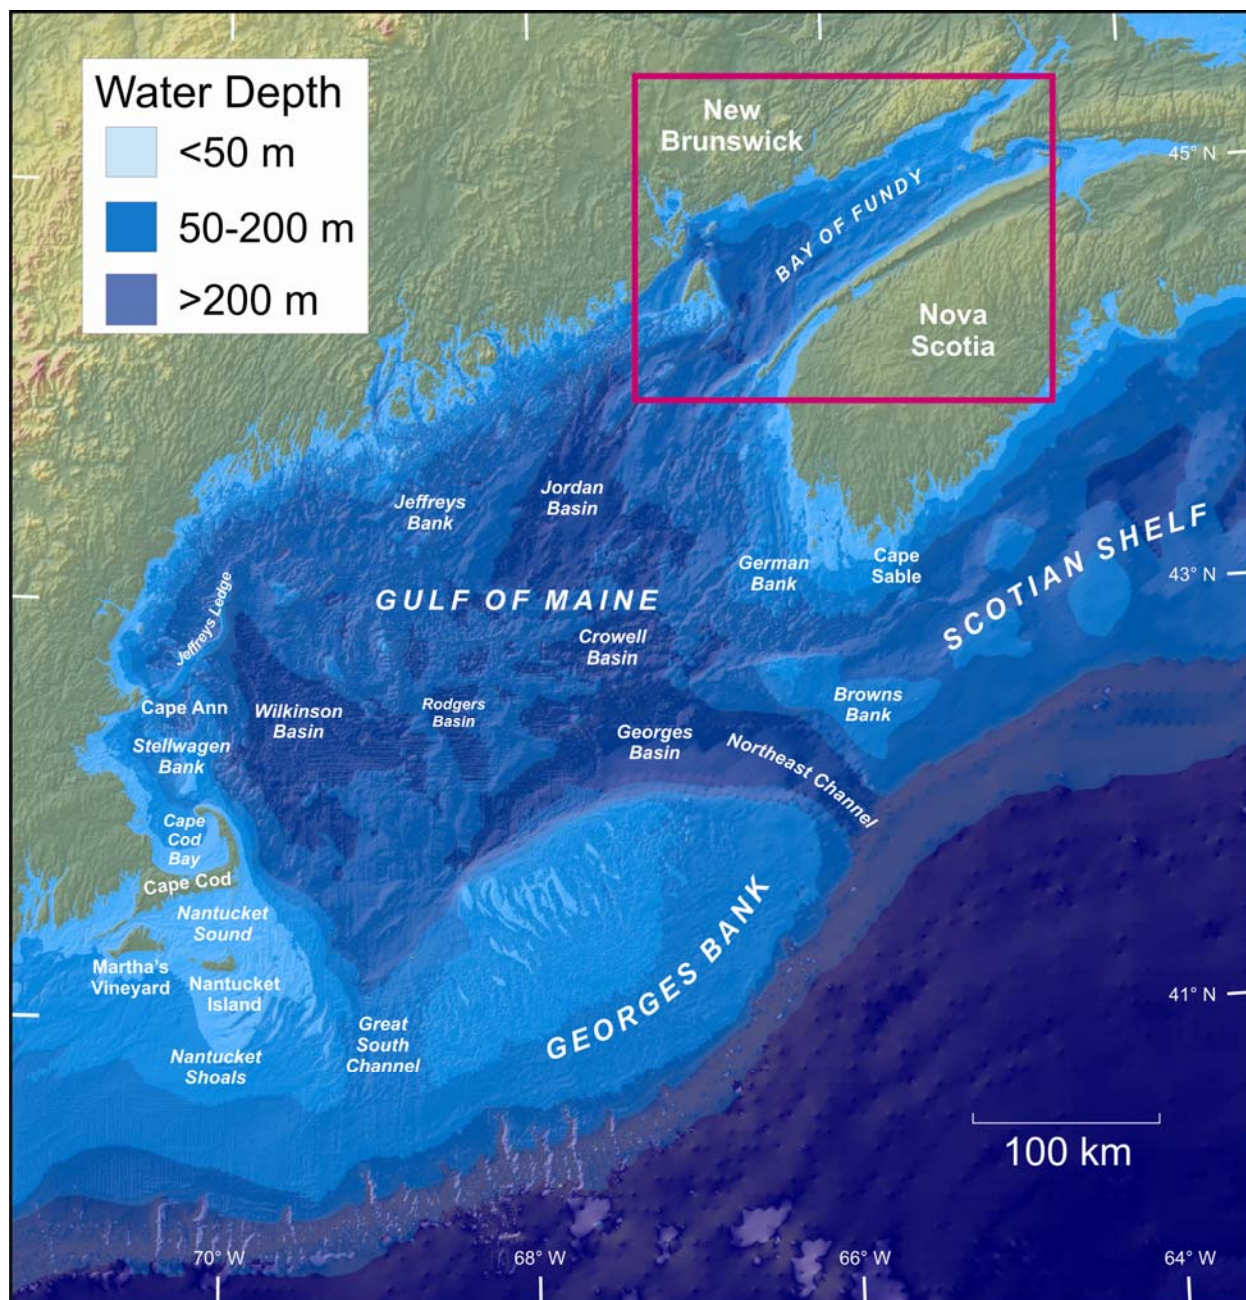 Water Depth
<50 m
50-200 m
>200 m
New
Brunswick
45° N
BAY OF FUNDY
Nova
Scotia
Jeffreys
Bank
Jordan
Basin
German
Bank
Cape
Sable
43° N
SCOTIAN SHELF
Jeffreys Ledge
GULF OF MAINE
Crowell
Basin
Cape Ann
Wilkinson
Basin
Rodgers
Basin
Georges
Basin
Browns
Bank
Northeast Channel
Stellwagen
Bank
Cape
Cod
Bay
Cape Cod
Nantucket
Sound
Martha's
Vineyard
Nantucket
Island
GEORGES BANK
41° N
Great
South
Channel
Nantucket
Shoals
100 km
70° W
68° W
66° W
64° W